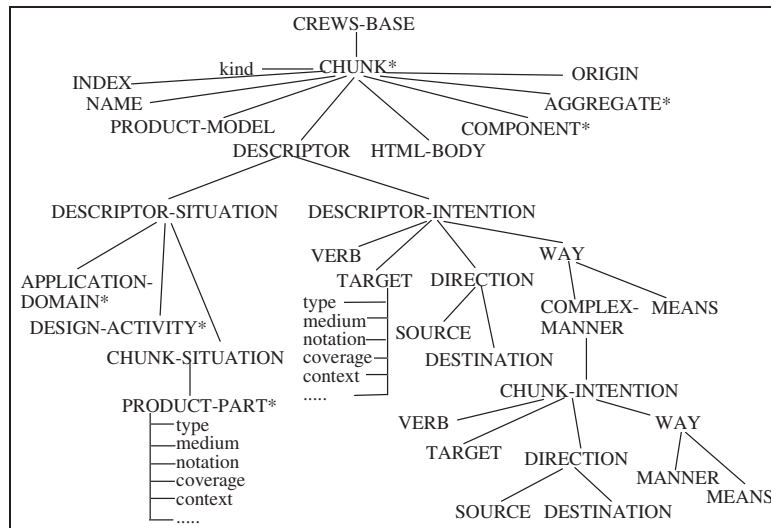 CREWS-BASE
kind CHUNK*
INDEX ORIGIN
NAME AGGREGATE*
PRODUCT-MODEL COMPONENT*
DESCRIPTOR HTML-BODY
DESCRIPTOR-SITUATION DESCRIPTOR-INTENTION
VERB WAY
APPLICATION-
DOMAIN*
TARGET DIRECTION
type
COMPLEX-
MANNER
MEANS
DESIGN-ACTIVITY*
medium
notation
SOURCE
CHUNK-SITUATION
coverage
DESTINATION
context
.....
CHUNK-INTENTION
PRODUCT-PART*
type
medium
notation
coverage
context
.....
VERB WAY
TARGET
DIRECTION
MANNER
MEANS
SOURCE DESTINATION